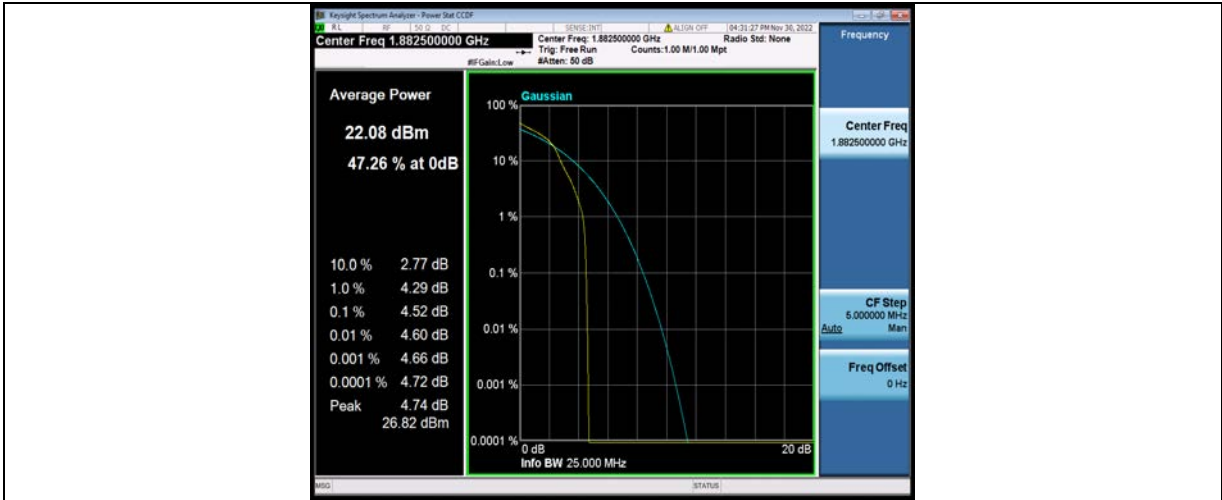 Keysight Spectrum Analyzer - Power Stat CCDF
RL RF 50 Ω DC SENSE:INT ALIGN OFF 04:31:27 PM Nov 30, 2022
Center Freq 1.882500000 GHz
Center Freq: 1.882500000 GHz Radio Std: None
Trig: Free Run Counts:1.00 M/1.00 Mpt
#IFGain:Low #Atten: 50 dB
Frequency
Average Power
22.08 dBm
47.26 % at 0dB
10.0 % 2.77 dB
1.0 % 4.29 dB
0.1 % 4.52 dB
0.01 % 4.60 dB
0.001 % 4.66 dB
0.0001 % 4.72 dB
Peak 4.74 dB
26.82 dBm
Gaussian
100 %
10 %
1 %
0.1 %
0.01 %
0.001 %
0.0001 %
0 dB 20 dB
Info BW 25.000 MHz
Center Freq
1.882500000 GHz
CF Step
5.000000 MHz
Auto Man
Freq Offset
0 Hz
MSG STATUS